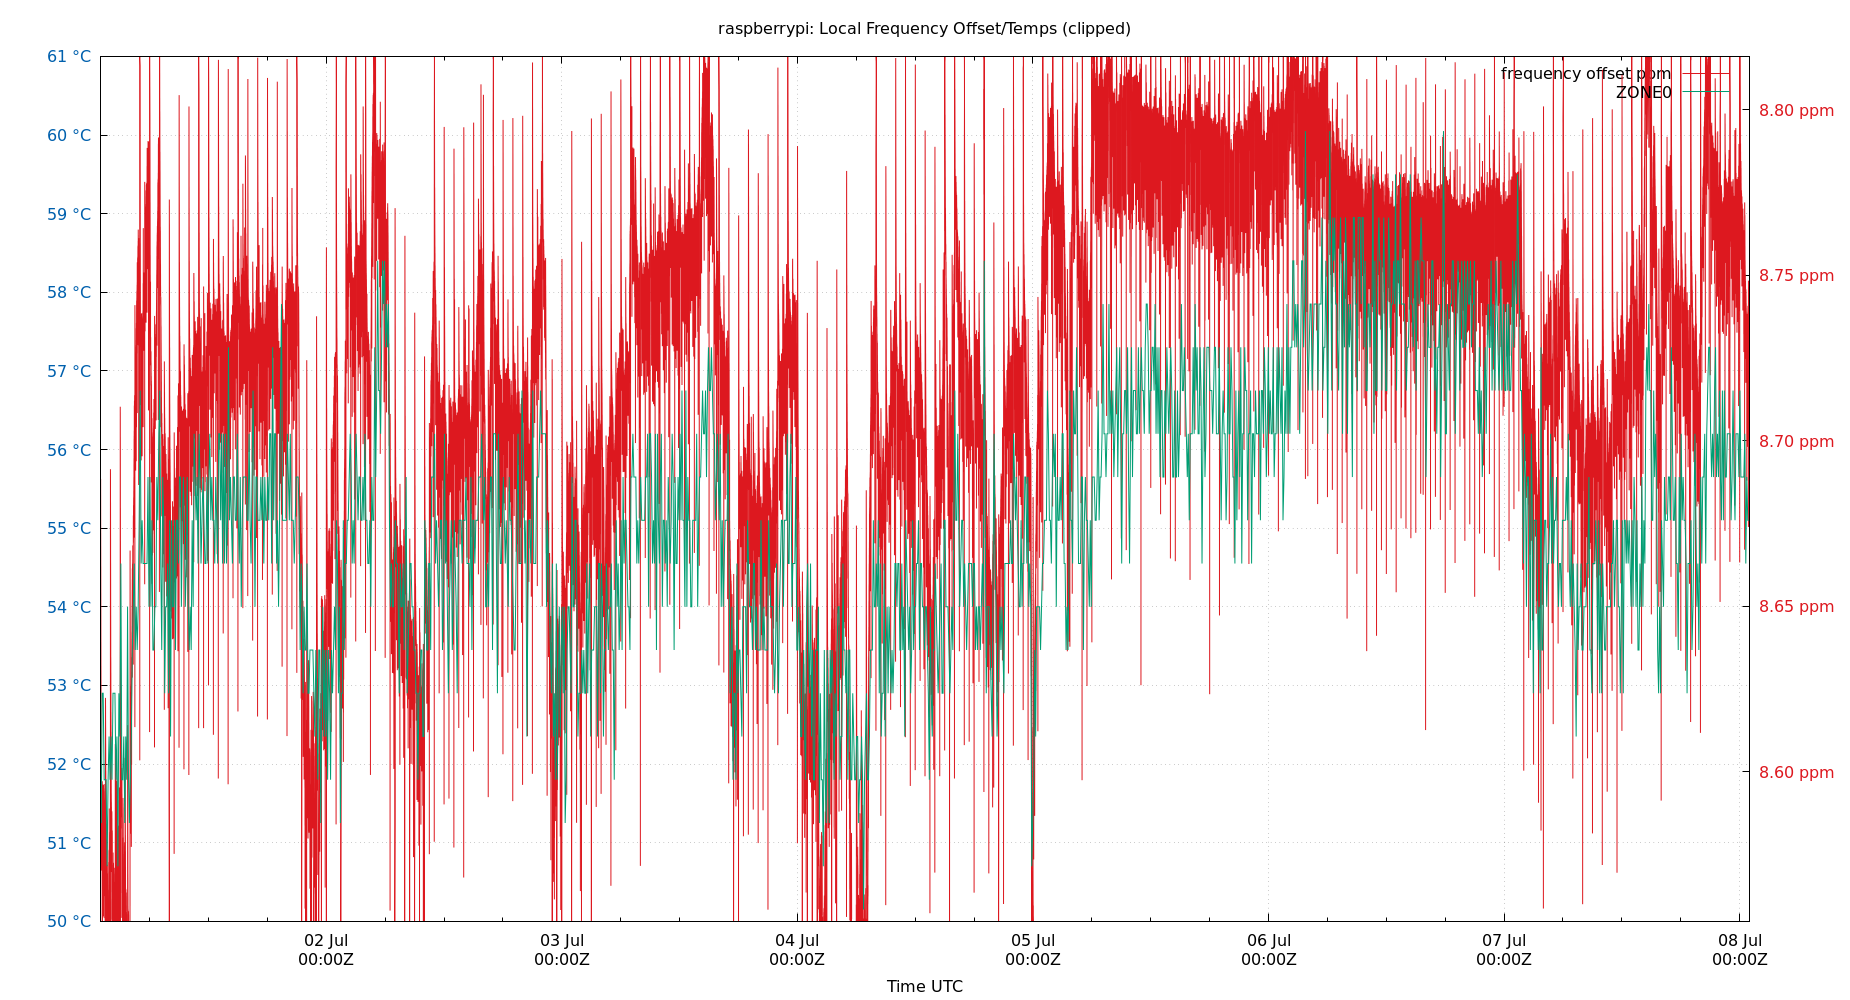 raspberrypi: Local Frequency Offset/Temps (clipped)
61 °C
60 °C
59 °C
58 °C
57 °C
56 °C
55 °C
54 °C
53 °C
52 °C
51 °C
50 °C
frequency offset ppm
ZONE0
8.80 ppm
8.75 ppm
8.70 ppm
8.65 ppm
8.60 ppm
02 Jul
00:00Z
03 Jul
00:00Z
04 Jul
00:00Z
05 Jul
00:00Z
06 Jul
00:00Z
07 Jul
00:00Z
08 Jul
00:00Z
Time UTC